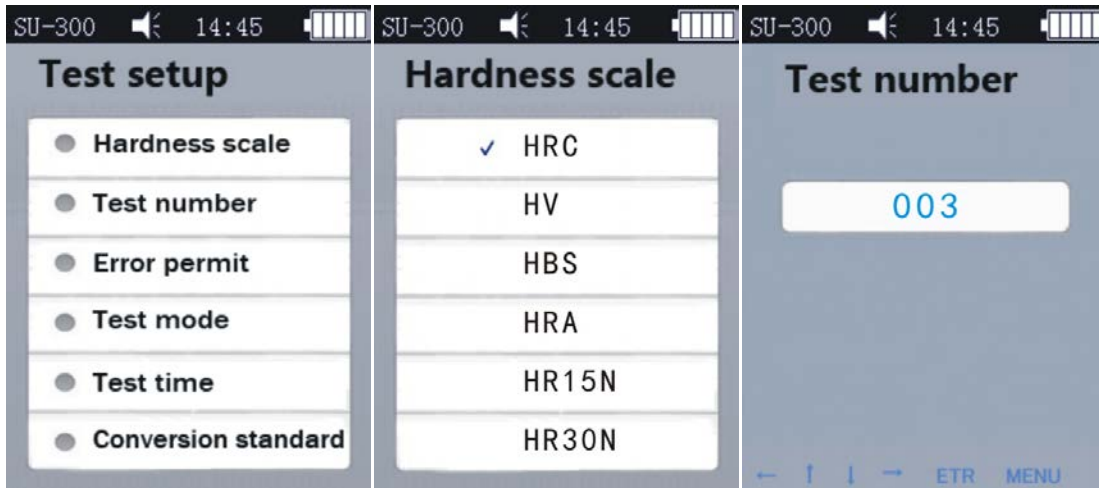 SU-300 14:45
Test setup
Hardness scale
Test number
Error permit
Test mode
Test time
Conversion standard
SU-300 14:45
Hardness scale
✓ HRC
HV
HBS
HRA
HR15N
HR30N
SU-300 14:45
Test number
003
← ↑ ↓ → ETR MENU